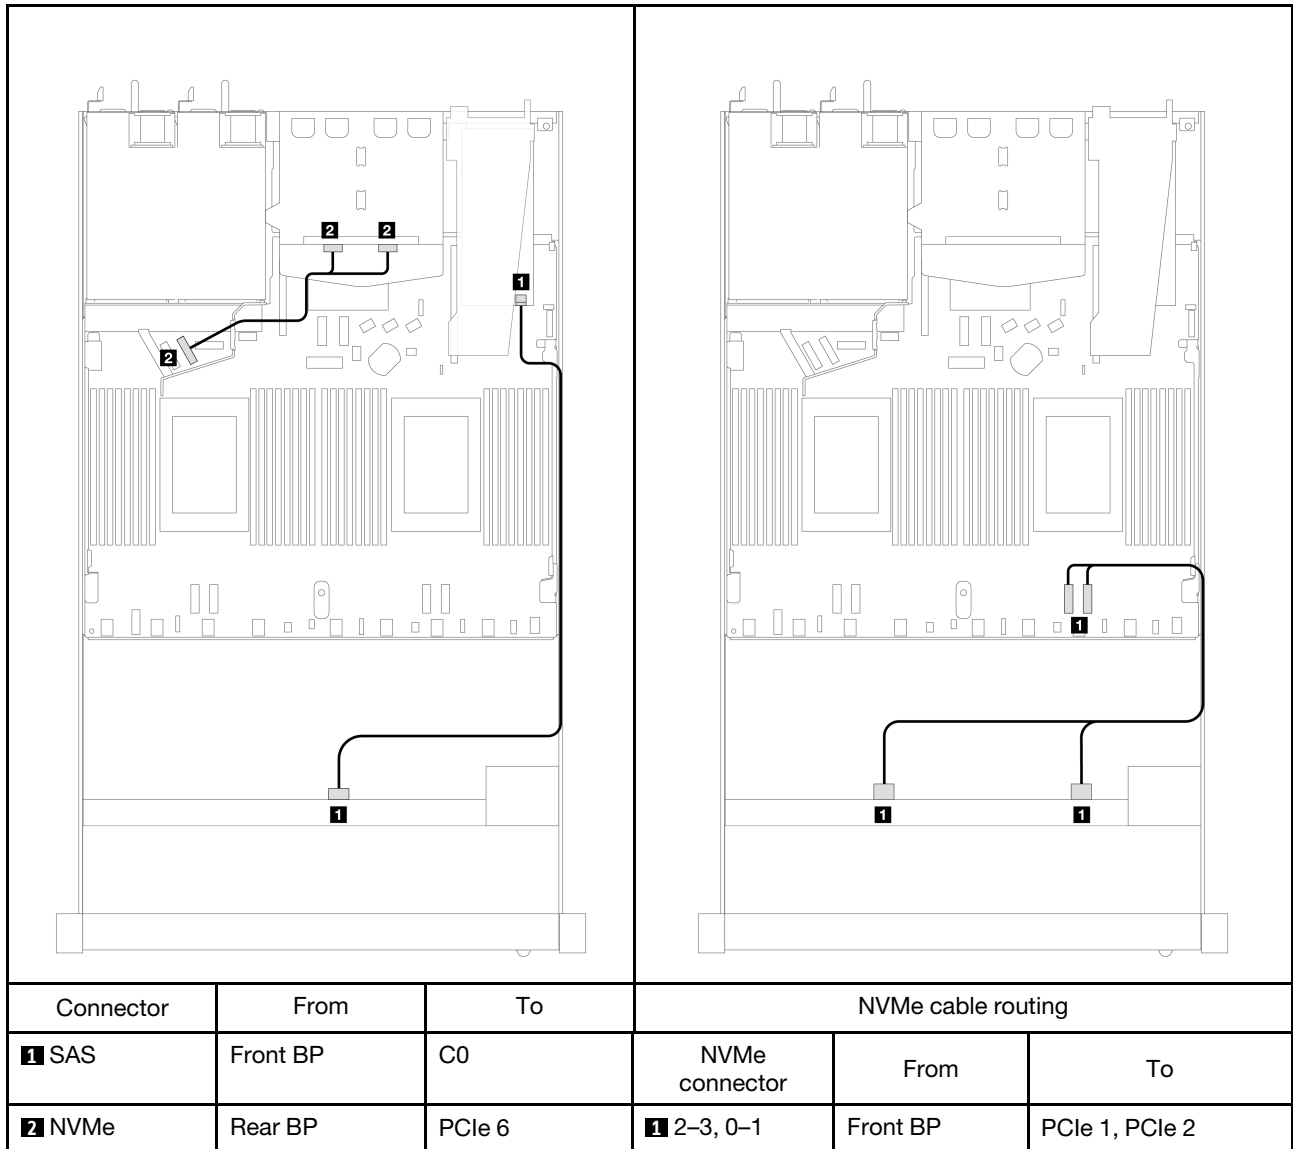 2 2
1
2
1
1
1 1
Connector From To NVMe cable routing
1 SAS Front BP C0 NVMe connector From To
2 NVMe Rear BP PCIe 6 1 2–3, 0–1 Front BP PCIe 1, PCIe 2